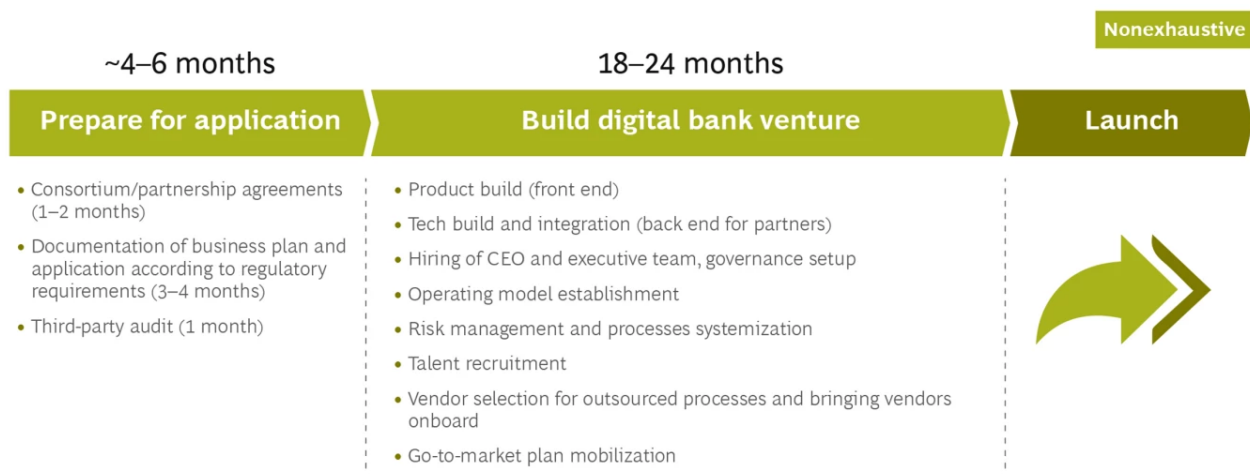 Nonexhaustive
~4–6 months
18–24 months
Prepare for application
Build digital bank venture
Launch
• Consortium/partnership agreements
(1–2 months)
• Documentation of business plan and
application according to regulatory
requirements (3–4 months)
• Third-party audit (1 month)
• Product build (front end)
• Tech build and integration (back end for partners)
• Hiring of CEO and executive team, governance setup
• Operating model establishment
• Risk management and processes systemization
• Talent recruitment
• Vendor selection for outsourced processes and bringing vendors
onboard
• Go-to-market plan mobilization